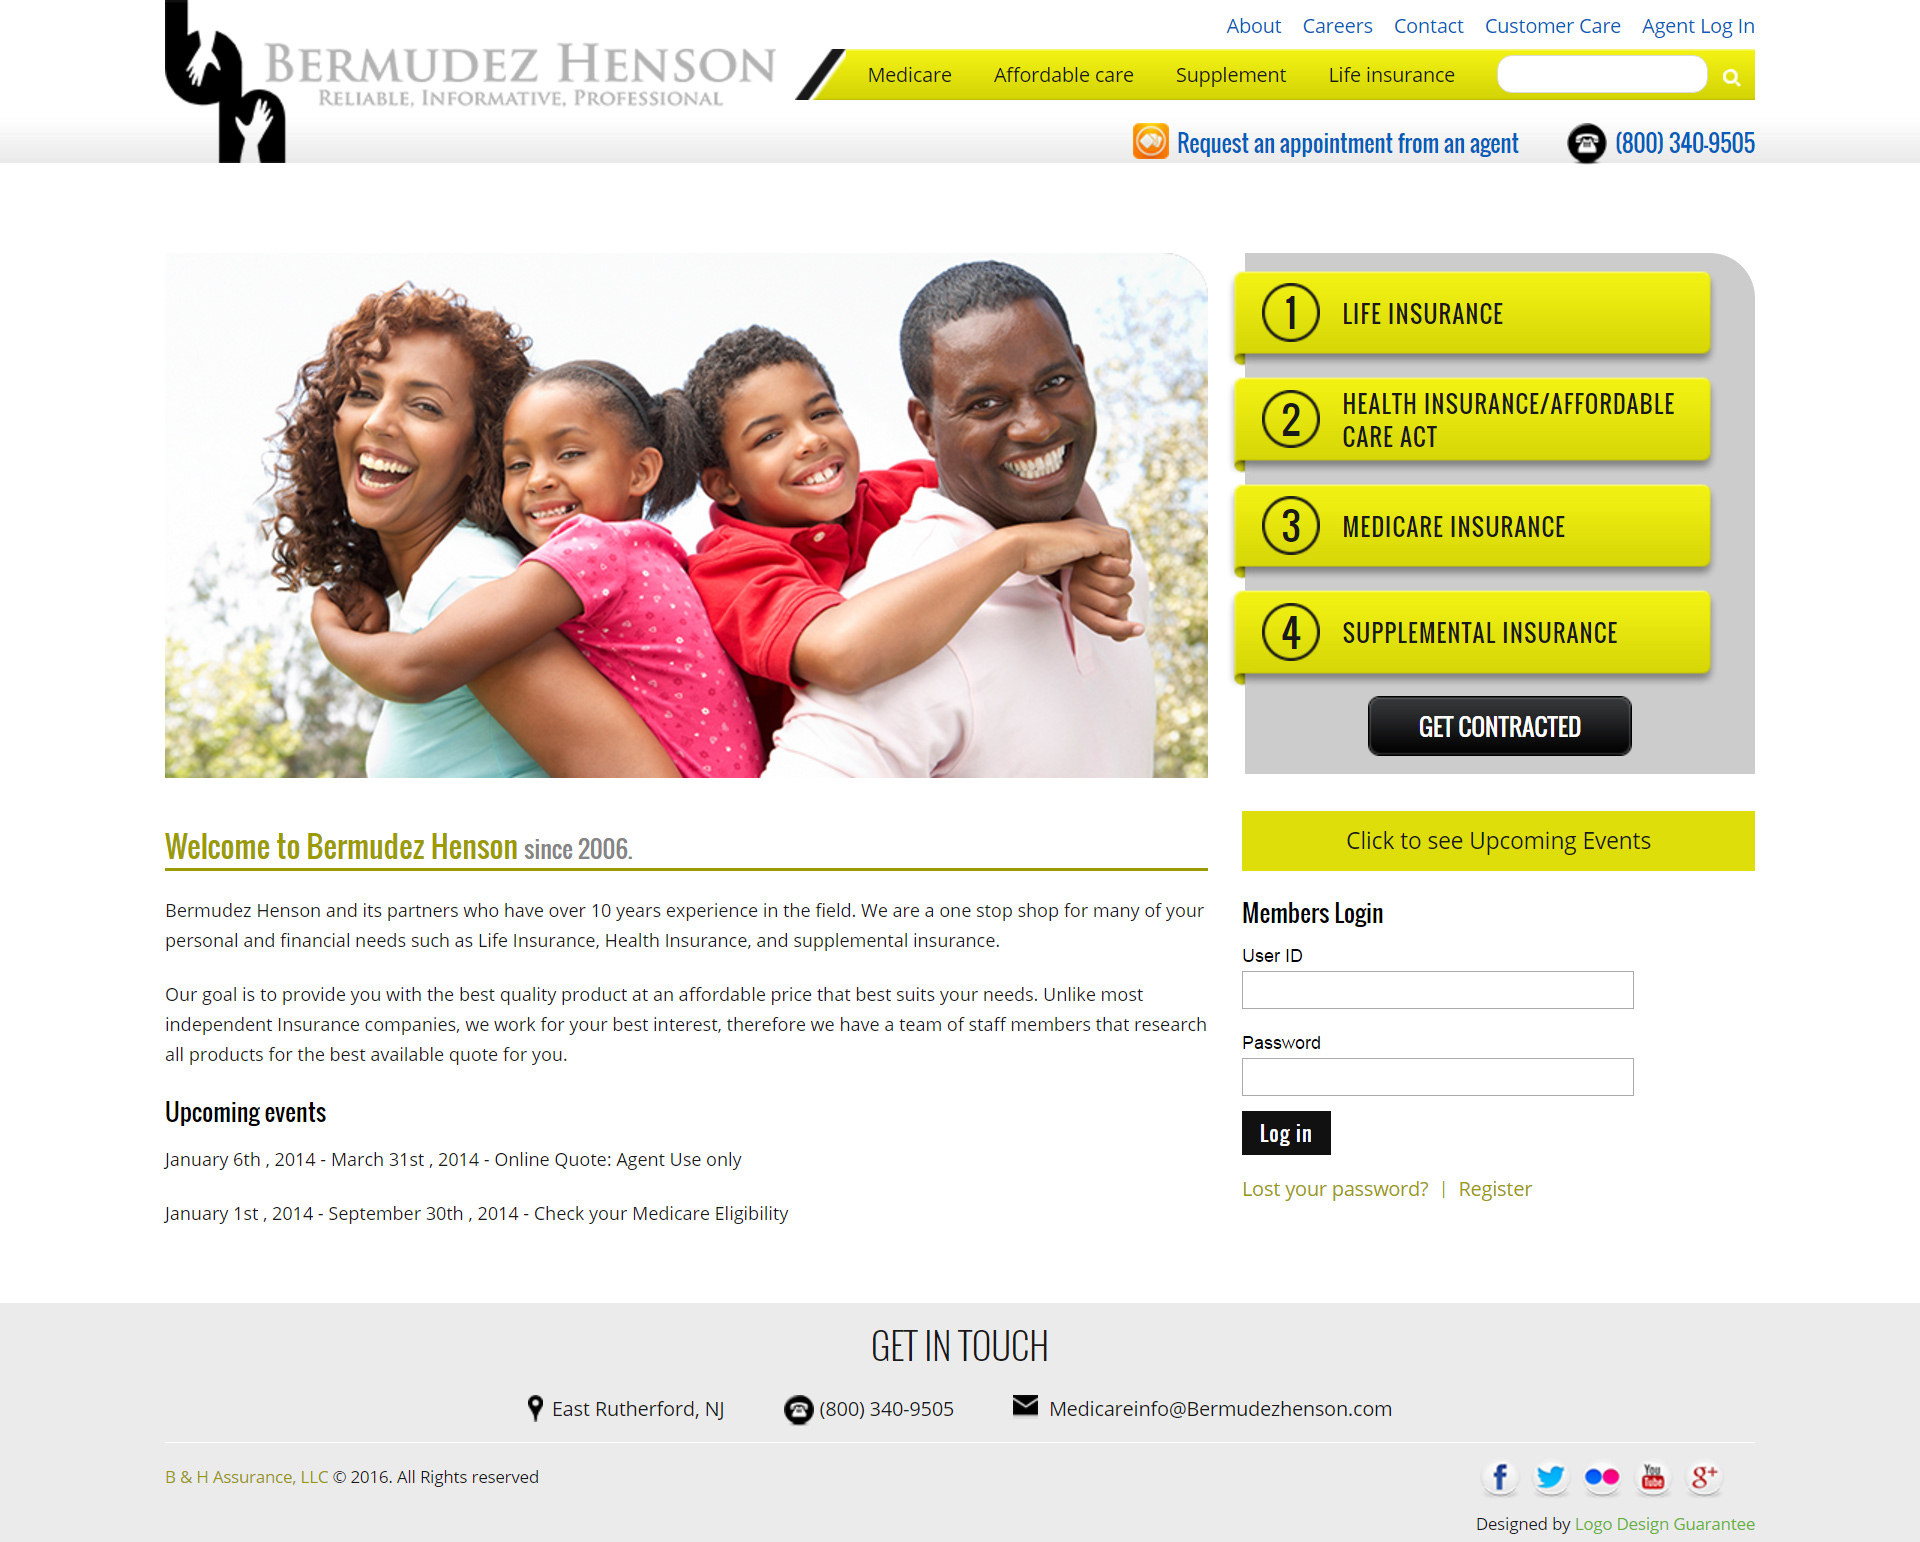 About Careers Contact Customer Care Agent Log In
BERMUDEZ HENSON
RELIABLE, INFORMATIVE, PROFESSIONAL
Medicare Affordable care Supplement Life insurance
Request an appointment from an agent (800) 340-9505
1 LIFE INSURANCE
2 HEALTH INSURANCE/AFFORDABLE
CARE ACT
3 MEDICARE INSURANCE
4 SUPPLEMENTAL INSURANCE
GET CONTRACTED
Welcome to Bermudez Henson since 2006.
Bermudez Henson and its partners who have over 10 years experience in the field. We are a one stop shop for many of your
personal and financial needs such as Life Insurance, Health Insurance, and supplemental insurance.
Our goal is to provide you with the best quality product at an affordable price that best suits your needs. Unlike most
independent Insurance companies, we work for your best interest, therefore we have a team of staff members that research
all products for the best available quote for you.
Upcoming events
January 6th , 2014 - March 31st , 2014 - Online Quote: Agent Use only
January 1st , 2014 - September 30th , 2014 - Check your Medicare Eligibility
Click to see Upcoming Events
Members Login
User ID
Password
Log in
Lost your password? | Register
GET IN TOUCH
East Rutherford, NJ (800) 340-9505 Medicareinfo@Bermudezhenson.com
B & H Assurance, LLC © 2016. All Rights reserved
f You Tube g+
Designed by Logo Design Guarantee